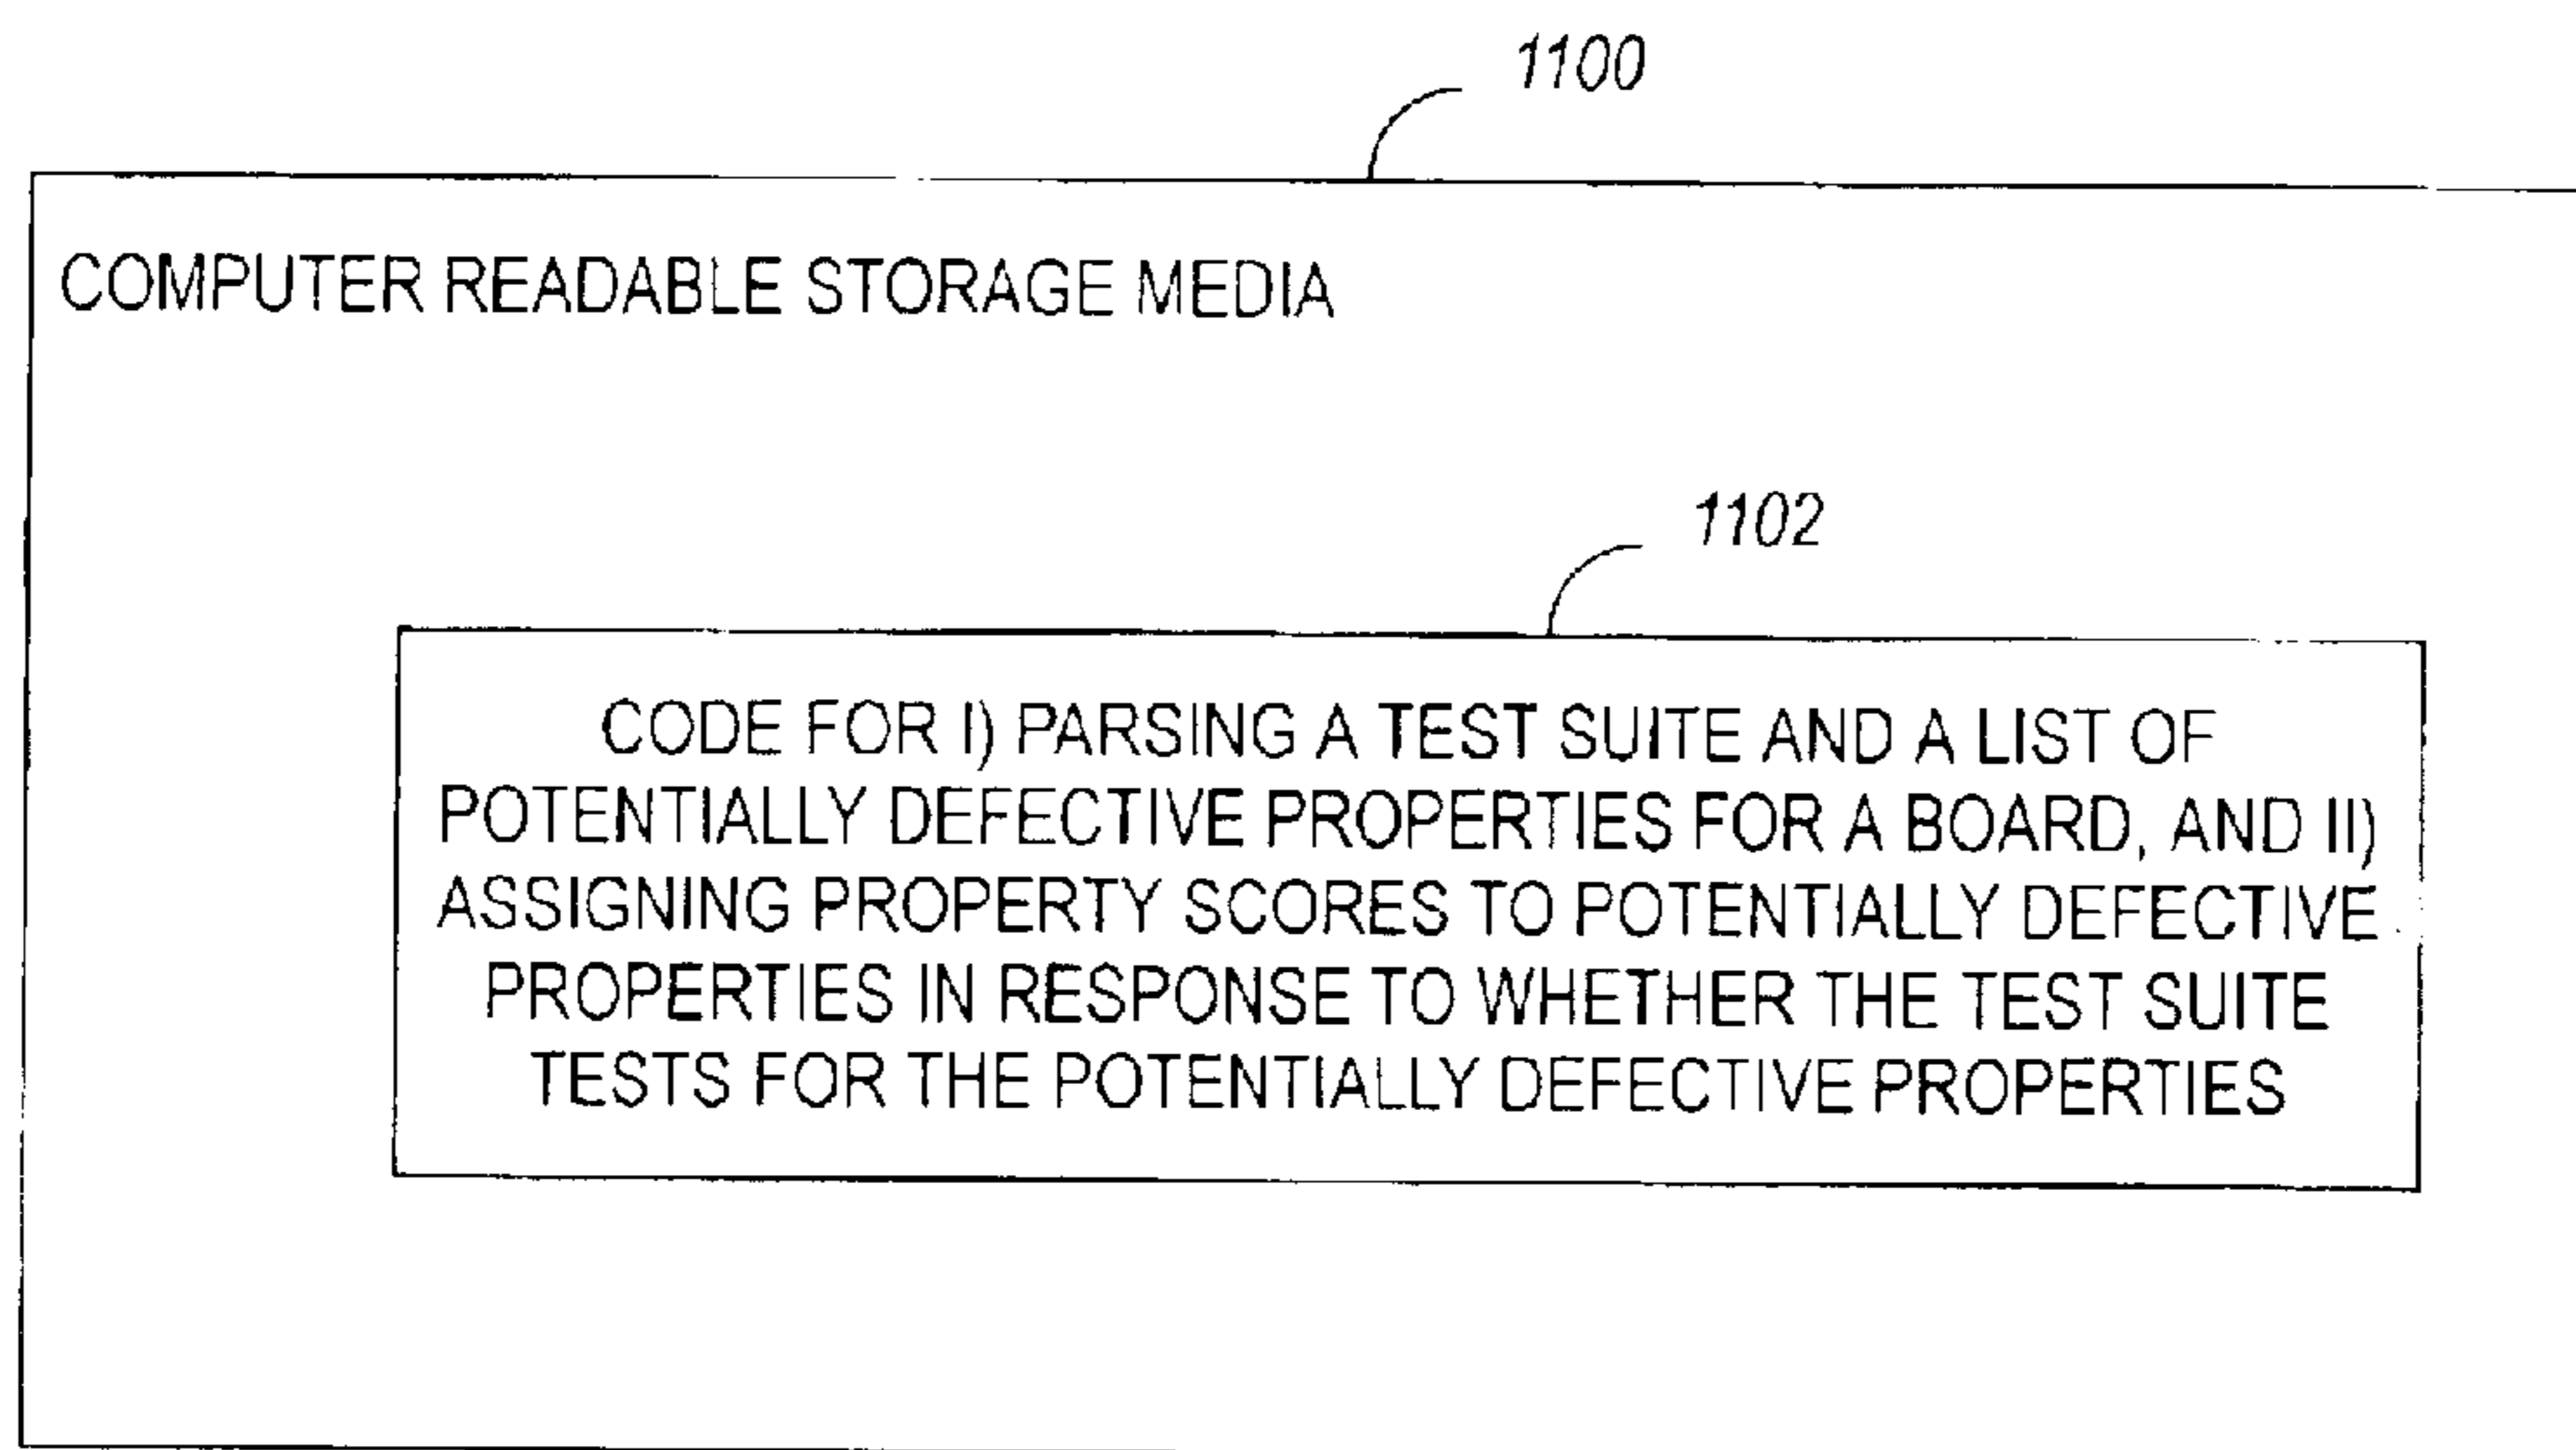 1100
COMPUTER READABLE STORAGE MEDIA
1102
CODE FOR I) PARSING A TEST SUITE AND A LIST OF
POTENTIALLY DEFECTIVE PROPERTIES FOR A BOARD, AND II)
ASSIGNING PROPERTY SCORES TO POTENTIALLY DEFECTIVE
PROPERTIES IN RESPONSE TO WHETHER THE TEST SUITE
TESTS FOR THE POTENTIALLY DEFECTIVE PROPERTIES